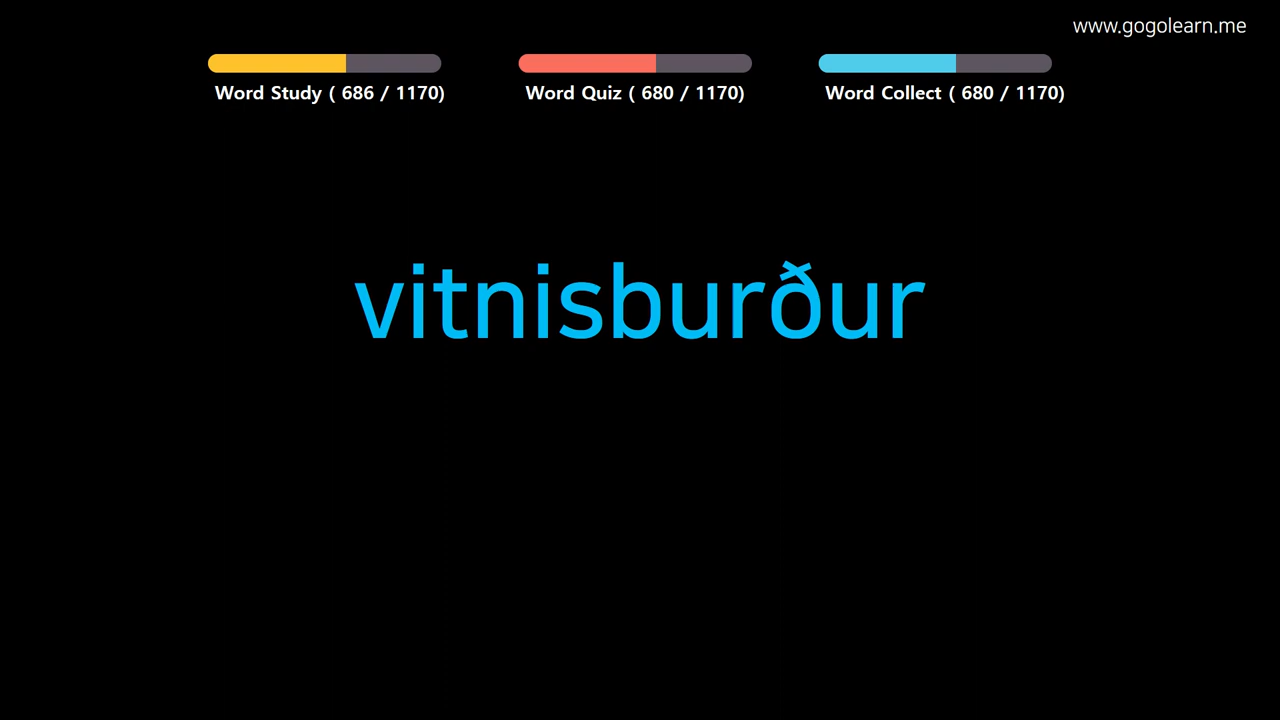 www.gogolearn.me
Word Study ( 686 / 1170)
Word Quiz ( 680 / 1170)
Word Collect ( 680 / 1170)
vitnisburður